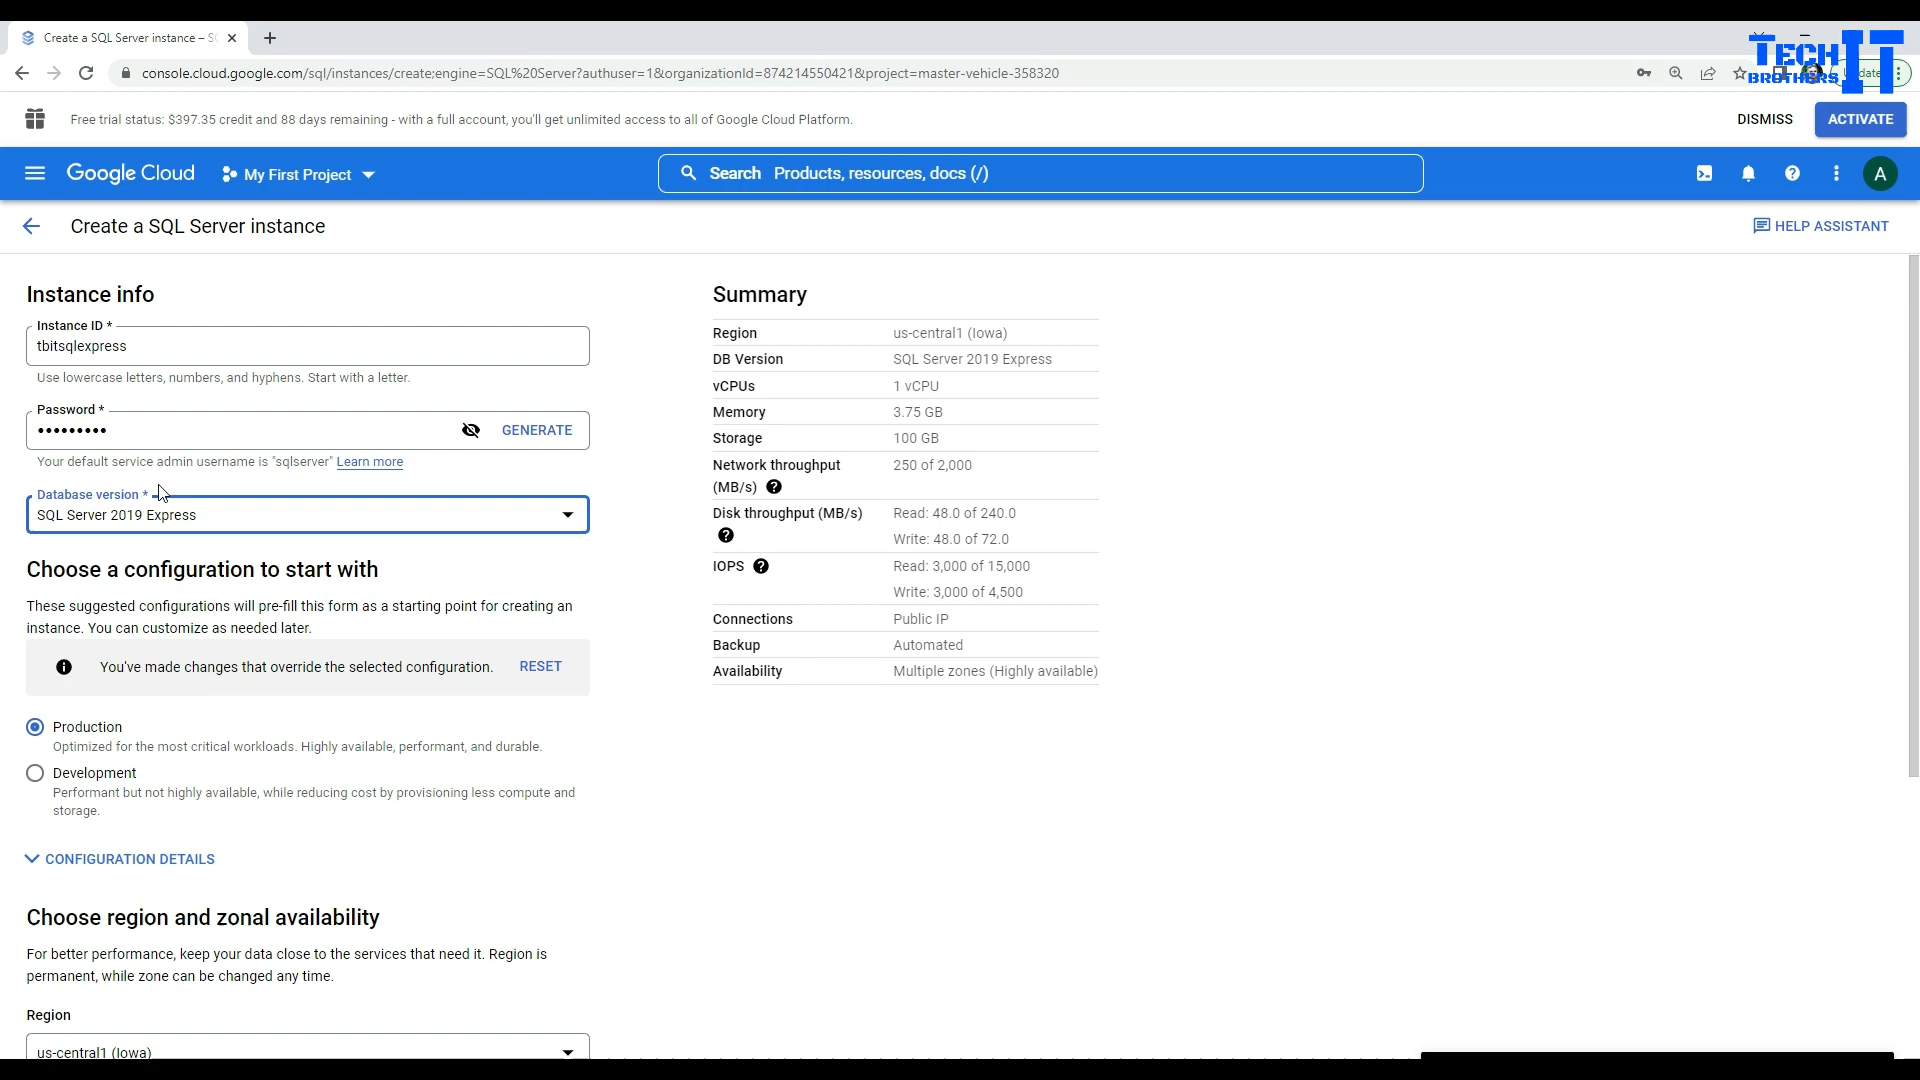 Create a SQL Server instance – SQ
console.cloud.google.com/sql/instances/create;engine=SQL%20Server?authuser=1&organizationId=874214550421&project=master-vehicle-358320
TECH IT
BROTHERS
Free trial status: $397.35 credit and 88 days remaining - with a full account, you'll get unlimited access to all of Google Cloud Platform.
DISMISS
ACTIVATE
Google Cloud
My First Project
Search Products, resources, docs (/)
A
Create a SQL Server instance
HELP ASSISTANT
Instance info
Instance ID *
tbitsqlexpress
Use lowercase letters, numbers, and hyphens. Start with a letter.
Password *
•••••••••
GENERATE
Your default service admin username is "sqlserver" Learn more
Database version *
SQL Server 2019 Express
Choose a configuration to start with
These suggested configurations will pre-fill this form as a starting point for creating an
instance. You can customize as needed later.
You've made changes that override the selected configuration.
RESET
Production
Optimized for the most critical workloads. Highly available, performant, and durable.
Development
Performant but not highly available, while reducing cost by provisioning less compute and
storage.
CONFIGURATION DETAILS
Choose region and zonal availability
For better performance, keep your data close to the services that need it. Region is
permanent, while zone can be changed any time.
Region
us-central1 (Iowa)
Summary
Region us-central1 (Iowa)
DB Version SQL Server 2019 Express
vCPUs 1 vCPU
Memory 3.75 GB
Storage 100 GB
Network throughput 250 of 2,000
(MB/s)
Disk throughput (MB/s) Read: 48.0 of 240.0
Write: 48.0 of 72.0
IOPS Read: 3,000 of 15,000
Write: 3,000 of 4,500
Connections Public IP
Backup Automated
Availability Multiple zones (Highly available)